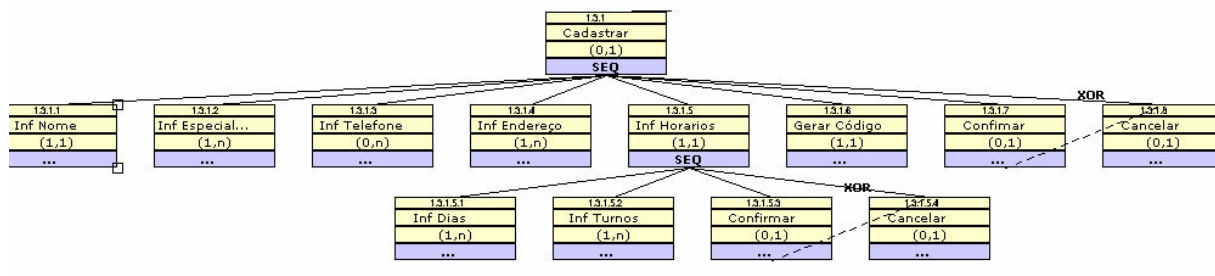 1.3.1
Cadastrar
(0,1)
SEQ
XOR
1.3.1.1 1.3.1.2 1.3.1.3 1.3.1.4 1.3.1.5 1.3.1.6 1.3.1.7 1.3.1.8
Inf Nome Inf Especial... Inf Telefone Inf Endereço Inf Horarios Gerar Código Confimar Cancelar
(1,1) (1,n) (0,n) (1,n) (1,1) (1,1) (0,1) (0,1)
... ... ... ... SEQ ... ... ...
XOR
1.3.1.5.1 1.3.1.5.2 1.3.1.5.3 1.3.1.5.4
Inf Dias Inf Turnos Confirmar Cancelar
(1,n) (1,n) (0,1) (0,1)
... ... ... ...